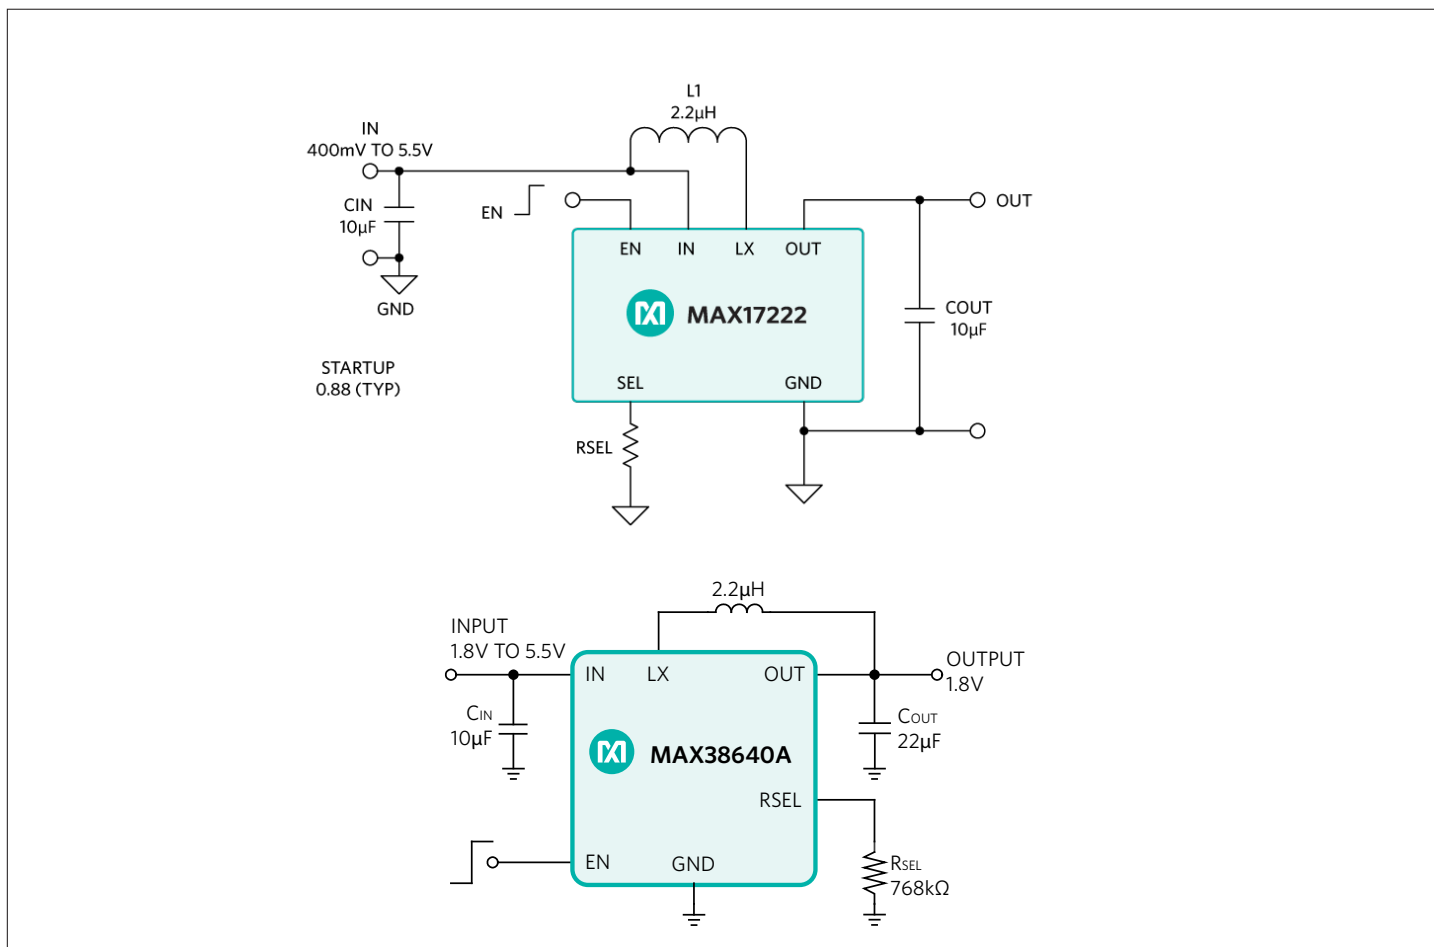 L1
2.2µH
IN
400mV TO 5.5V
CIN
10µF
EN
OUT
EN
IN
LX
OUT
MAX17222
COUT
10µF
GND
STARTUP
0.88 (TYP)
SEL
GND
RSEL
2.2µH
INPUT
1.8V TO 5.5V
IN
LX
OUT
OUTPUT
1.8V
CIN
10µF
COUT
22µF
MAX38640A
RSEL
EN
GND
RSEL
768kΩ